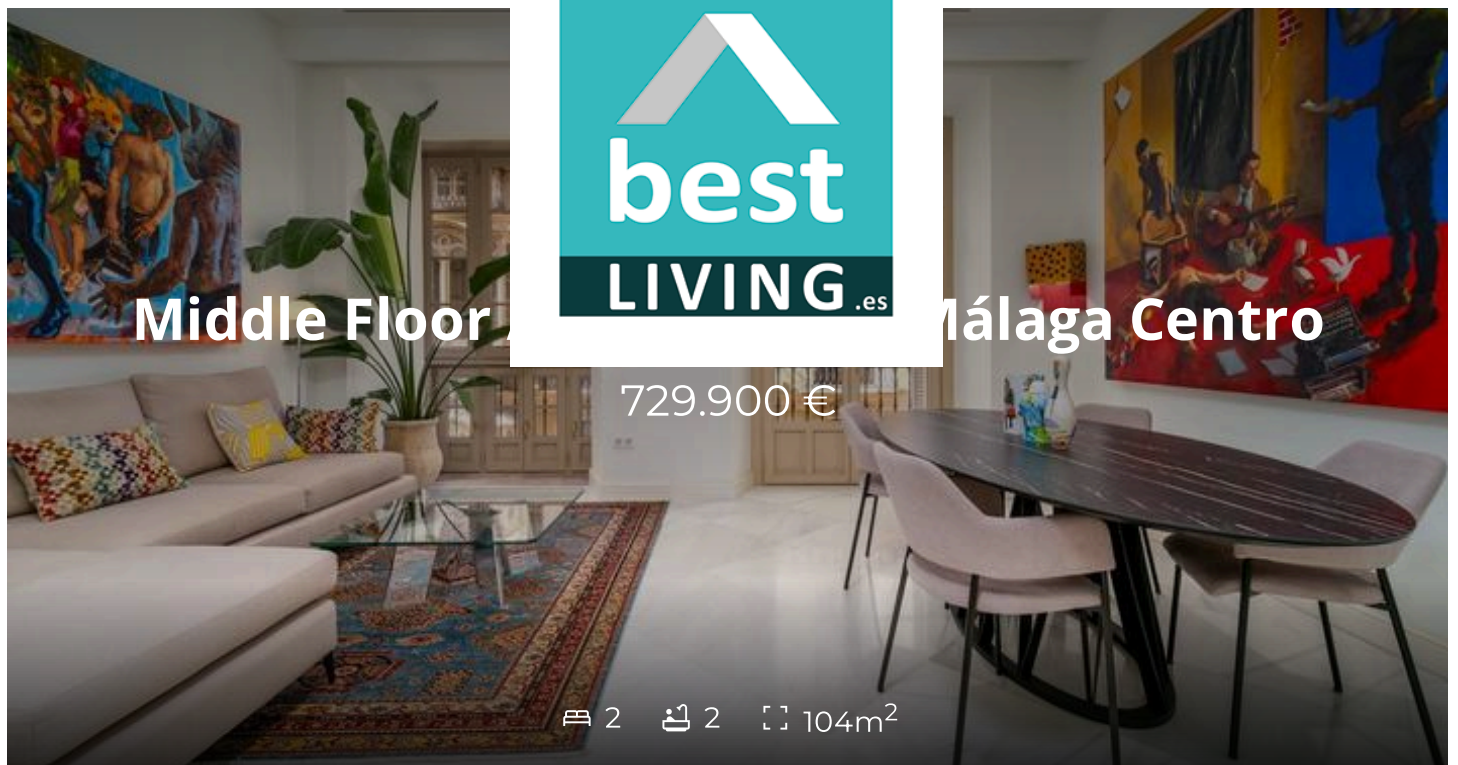 best
LIVING.es
Middle Floor Málaga Centro
729.900 €
2 2 104m²